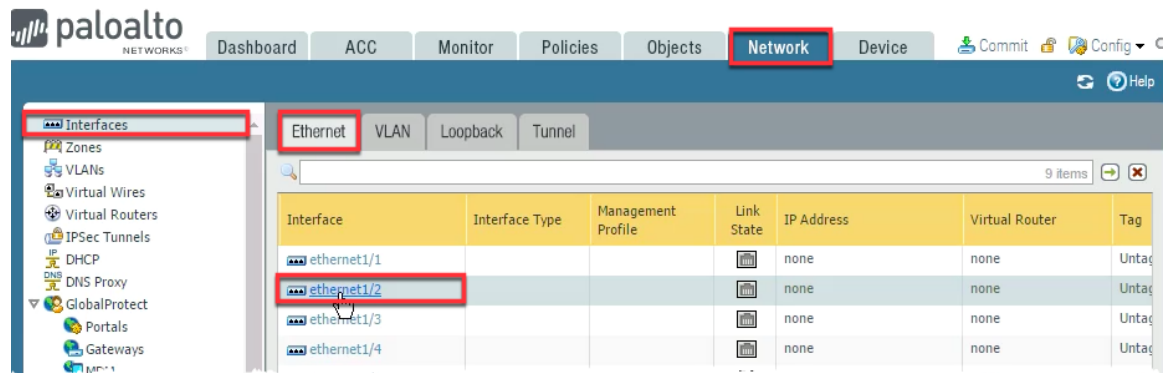 paloalto
NETWORKS®
Dashboard ACC Monitor Policies Objects Network Device Commit Config
Help
Interfaces
Zones
VLANs
Virtual Wires
Virtual Routers
IPSec Tunnels
DHCP
DNS Proxy
GlobalProtect
Portals
Gateways
Ethernet VLAN Loopback Tunnel
9 items
Interface Interface Type Management Profile Link State IP Address Virtual Router Tag
ethernet1/1 none none Untag
ethernet1/2 none none Untag
ethernet1/3 none none Untag
ethernet1/4 none none Untag